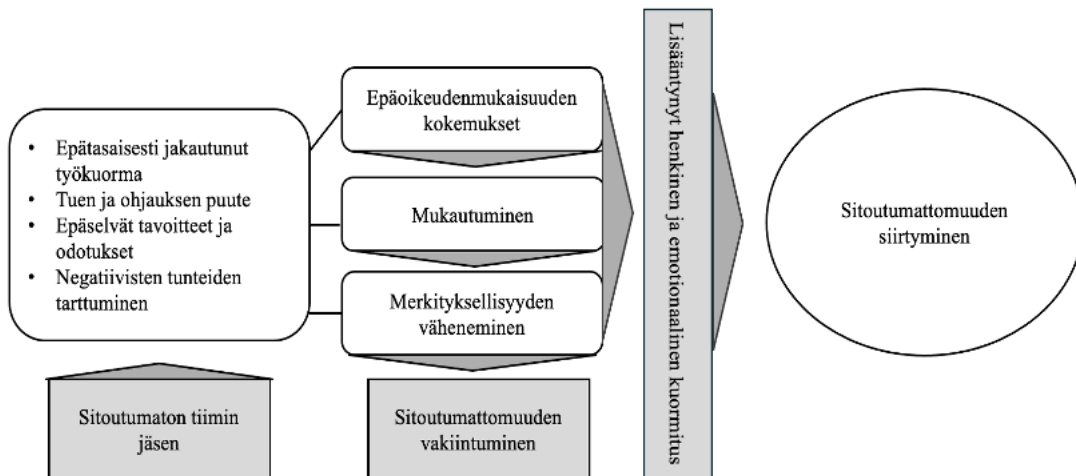 Epätasaisesti jakautunut
työkuorma
Tuen ja ohjauksen puute
Epäselvät tavoitteet ja
odotukset
Negatiivisten tunteiden
tarttuminen
Sitoutumaton tiimin
jäsen
Epäoikeudenmukaisuuden
kokemukset
Mukautuminen
Merkityksellisyyden
väheneminen
Sitoutumattomuuden
vakiintuminen
Lisääntynyt henkinen ja emotionaalinen kuormitus
Sitoutumattomuuden
siirtyminen